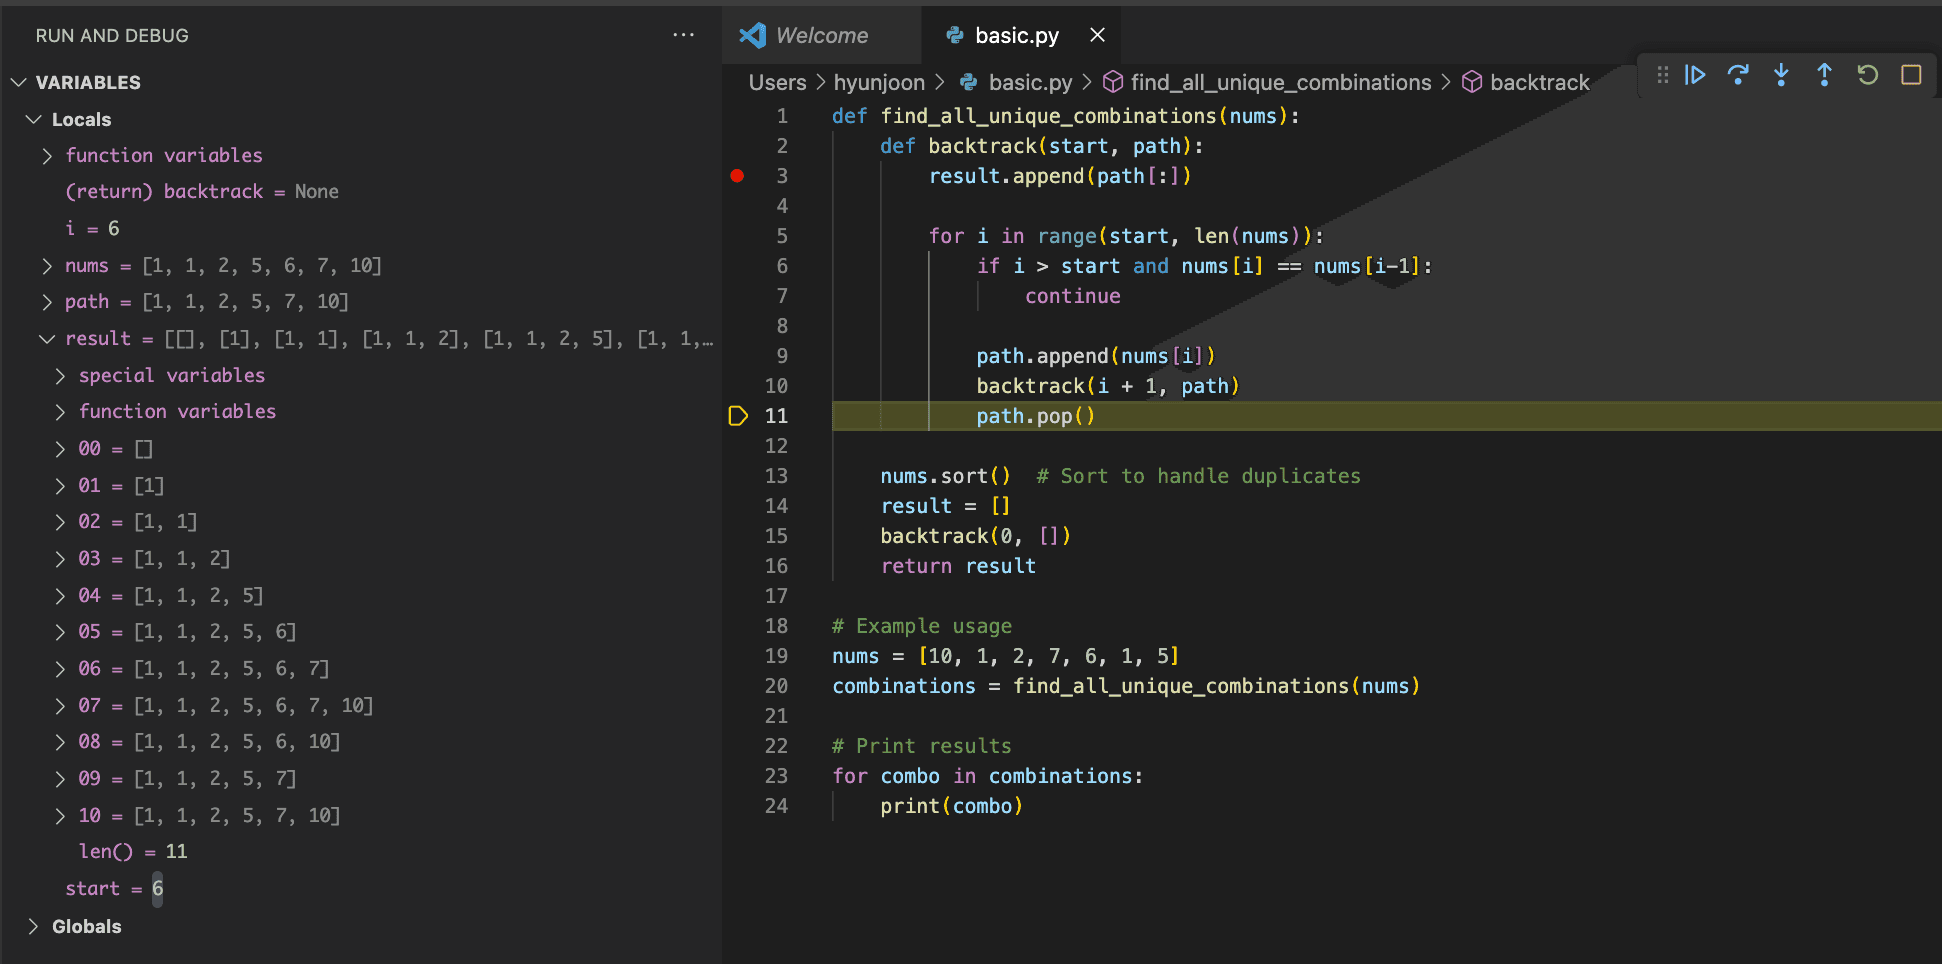 RUN AND DEBUG
VARIABLES
Locals
function variables
(return) backtrack = None
i = 6
nums = [1, 1, 2, 5, 6, 7, 10]
path = [1, 1, 2, 5, 7, 10]
result = [[], [1], [1, 1], [1, 1, 2], [1, 1, 2, 5], [1, 1,…
special variables
function variables
00 = []
01 = [1]
02 = [1, 1]
03 = [1, 1, 2]
04 = [1, 1, 2, 5]
05 = [1, 1, 2, 5, 6]
06 = [1, 1, 2, 5, 6, 7]
07 = [1, 1, 2, 5, 6, 7, 10]
08 = [1, 1, 2, 5, 6, 10]
09 = [1, 1, 2, 5, 7]
10 = [1, 1, 2, 5, 7, 10]
len() = 11
start = 6
Globals
Welcome
basic.py
Users > hyunjoon > basic.py > find_all_unique_combinations > backtrack
1 def find_all_unique_combinations(nums):
2     def backtrack(start, path):
3         result.append(path[:])
4
5         for i in range(start, len(nums)):
6             if i > start and nums[i] == nums[i-1]:
7                 continue
8
9             path.append(nums[i])
10             backtrack(i + 1, path)
11             path.pop()
12
13     nums.sort()  # Sort to handle duplicates
14     result = []
15     backtrack(0, [])
16     return result
17
18 # Example usage
19 nums = [10, 1, 2, 7, 6, 1, 5]
20 combinations = find_all_unique_combinations(nums)
21
22 # Print results
23 for combo in combinations:
24     print(combo)